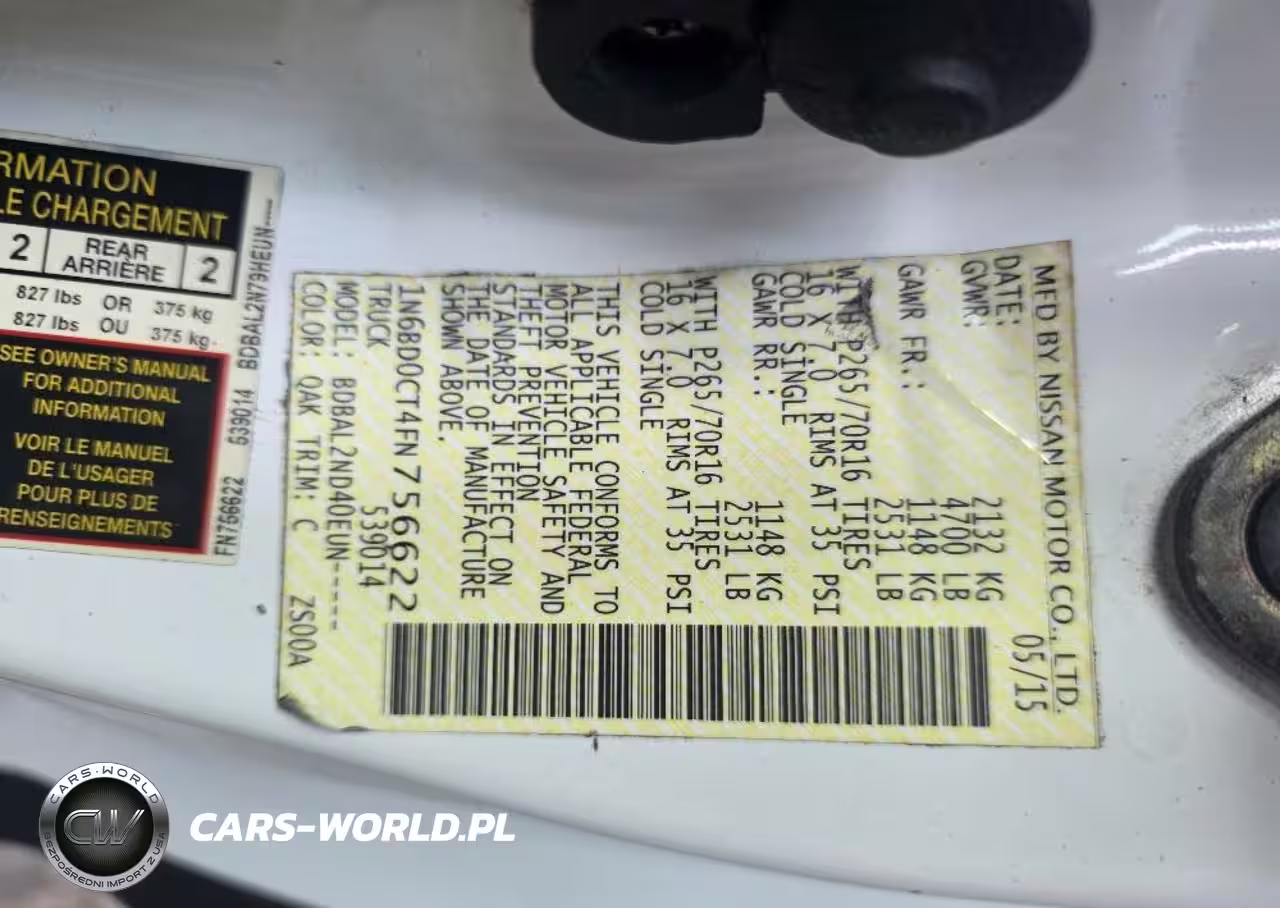 RMATION
LE CHARGEMENT
2 REAR ARRIÈRE 2
827 lbs OR 375 kg
827 lbs OU 375 kg
SEE OWNER'S MANUAL
FOR ADDITIONAL
INFORMATION
VOIR LE MANUEL
DE L'USAGER
POUR PLUS DE
RENSEIGNEMENTS
FN756622 539014 BDBAL2N79HEUN----
MFD BY NISSAN MOTOR CO., LTD.
DATE: 05/15
GVWR: 2132 KG
4700 LB
GAWR FR.: 1148 KG
2531 LB
WITH P265/70R16 TIRES
16 X 7.0 RIMS AT 35 PSI
COLD SINGLE
GAWR RR.: 1148 KG
2531 LB
WITH P265/70R16 TIRES
16 X 7.0 RIMS AT 35 PSI
COLD SINGLE
THIS VEHICLE CONFORMS TO
ALL APPLICABLE FEDERAL
MOTOR VEHICLE SAFETY AND
THEFT PREVENTION
STANDARDS IN EFFECT ON
THE DATE OF MANUFACTURE
SHOWN ABOVE.
1N6BD0CT4FN756622
TRUCK 539014
MODEL: BDBAL2ND40EUN-----
COLOR: QAK TRIM: C ZS00A
CARS-WORLD
CW
BEZPOŚREDNI IMPORT Z USA
CARS-WORLD.PL